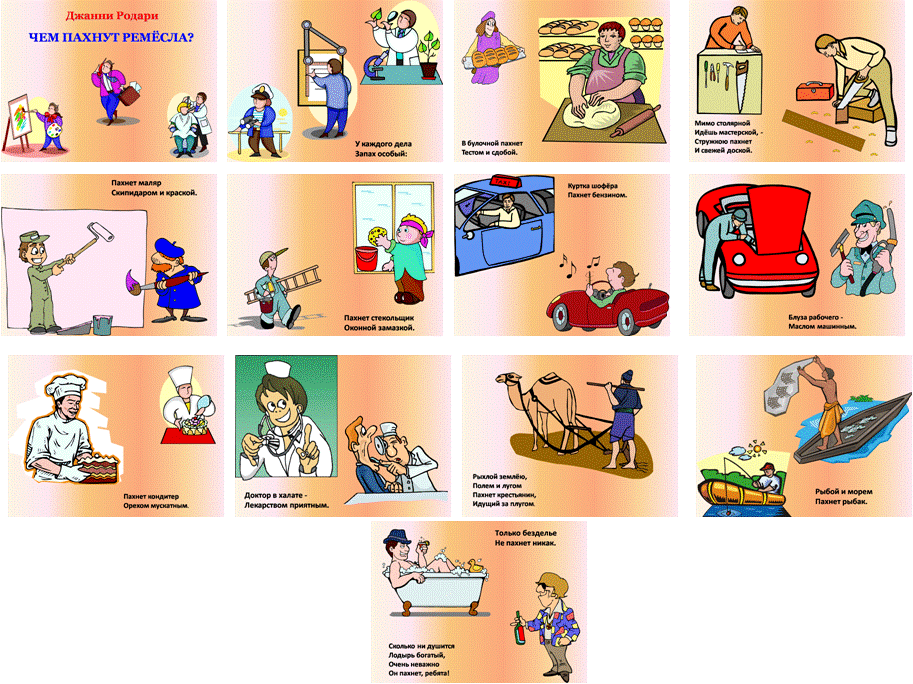 Джанни Родари
ЧЕМ ПАХНУТ РЕМЁСЛА?
У каждого дела
Запах особый:
В булочной пахнет
Тестом и сдобой.
Мимо столярной
Идёшь мастерской, -
Стружкою пахнет
И свежей доской.
Пахнет маляр
Скипидаром и краской.
Пахнет стекольщик
Оконной замазкой.
Куртка шофёра
Пахнет бензином.
Блуза рабочего -
Маслом машинным.
Пахнет кондитер
Орехом мускатным.
Доктор в халате -
Лекарством приятным.
Рыхлой землёю,
Полем и лугом
Пахнет крестьянин,
Идущий за плугом.
Рыбой и морем
Пахнет рыбак.
Только безделье
Не пахнет никак.
Сколько ни душится
Лодырь богатый,
Очень неважно
Он пахнет, ребята!